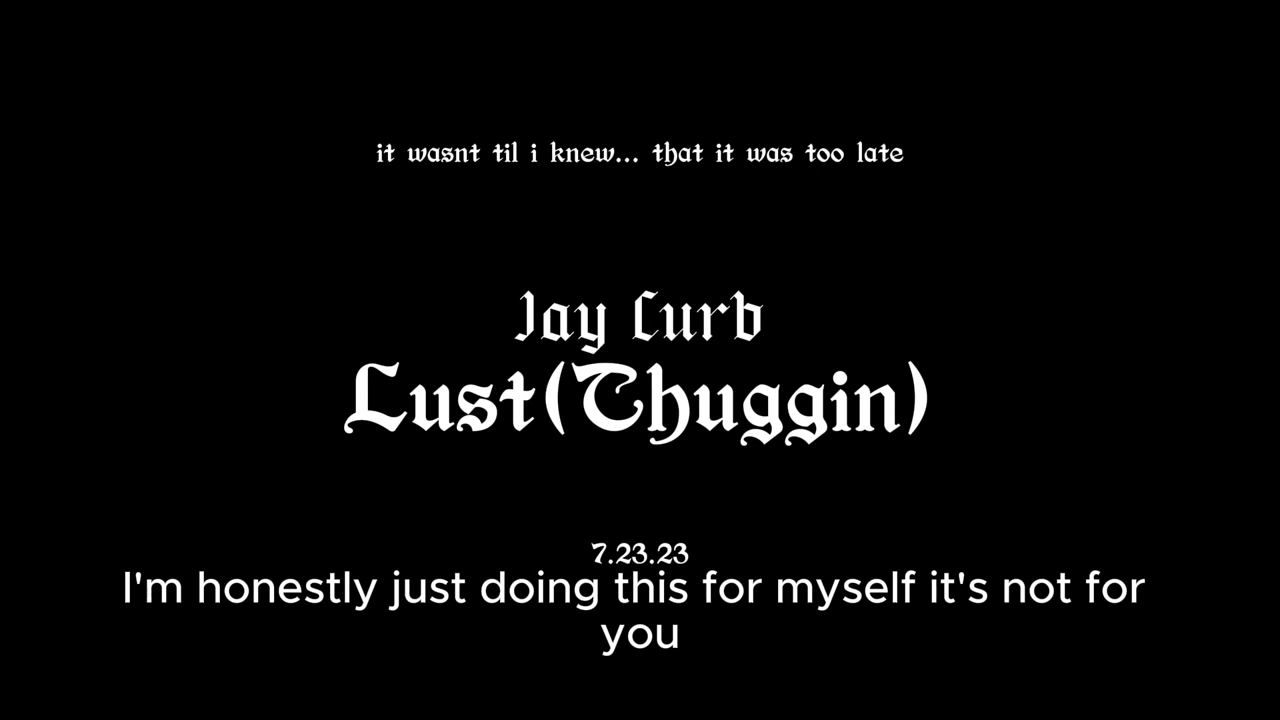 it wasnt til i knew... that it was too late
Jay Curb
Lust(Thuggin)
7.23.23
I'm honestly just doing this for myself it's not for
you